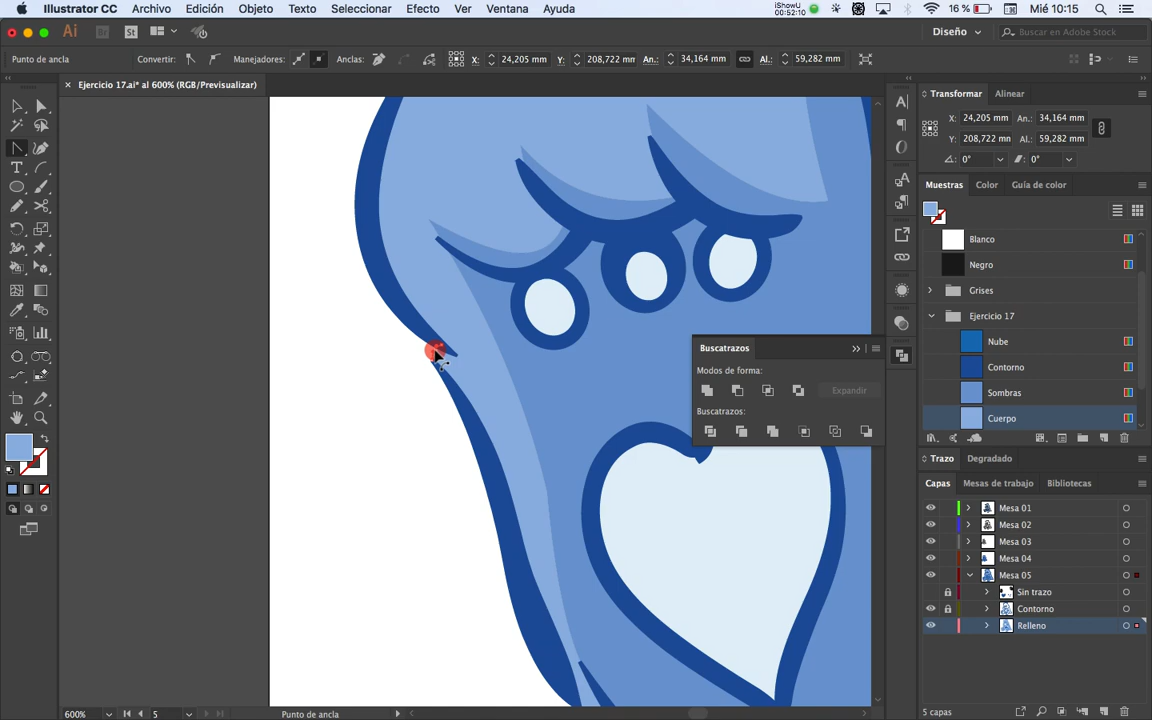 Illustrator CC Archivo Edición Objeto Texto Seleccionar Efecto Ver Ventana Ayuda iShowU 00:52:10 16 % Mié 10:15
Ai Br St Diseño Buscar en Adobe Stock
Punto de ancla Convertir: Manejadores: Anclas: X: 24,205 mm Y: 208,722 mm An.: 34,164 mm Al.: 59,282 mm
Ejercicio 17.ai* al 600% (RGB/Previsualizar)
Transformar Alinear
X: 24,205 mm An.: 34,164 mm
Y: 208,722 mm Al.: 59,282 mm
0° 0°
Muestras Color Guía de color
Blanco
Negro
Grises
Ejercicio 17
Nube
Contorno
Sombras
Cuerpo
Buscatrazos
Modos de forma:
Expandir
Buscatrazos:
Trazo Degradado
Capas Mesas de trabajo Bibliotecas
Mesa 01
Mesa 02
Mesa 03
Mesa 04
Mesa 05
Sin trazo
Contorno
Relleno
5 capas
600% 5 Punto de ancla